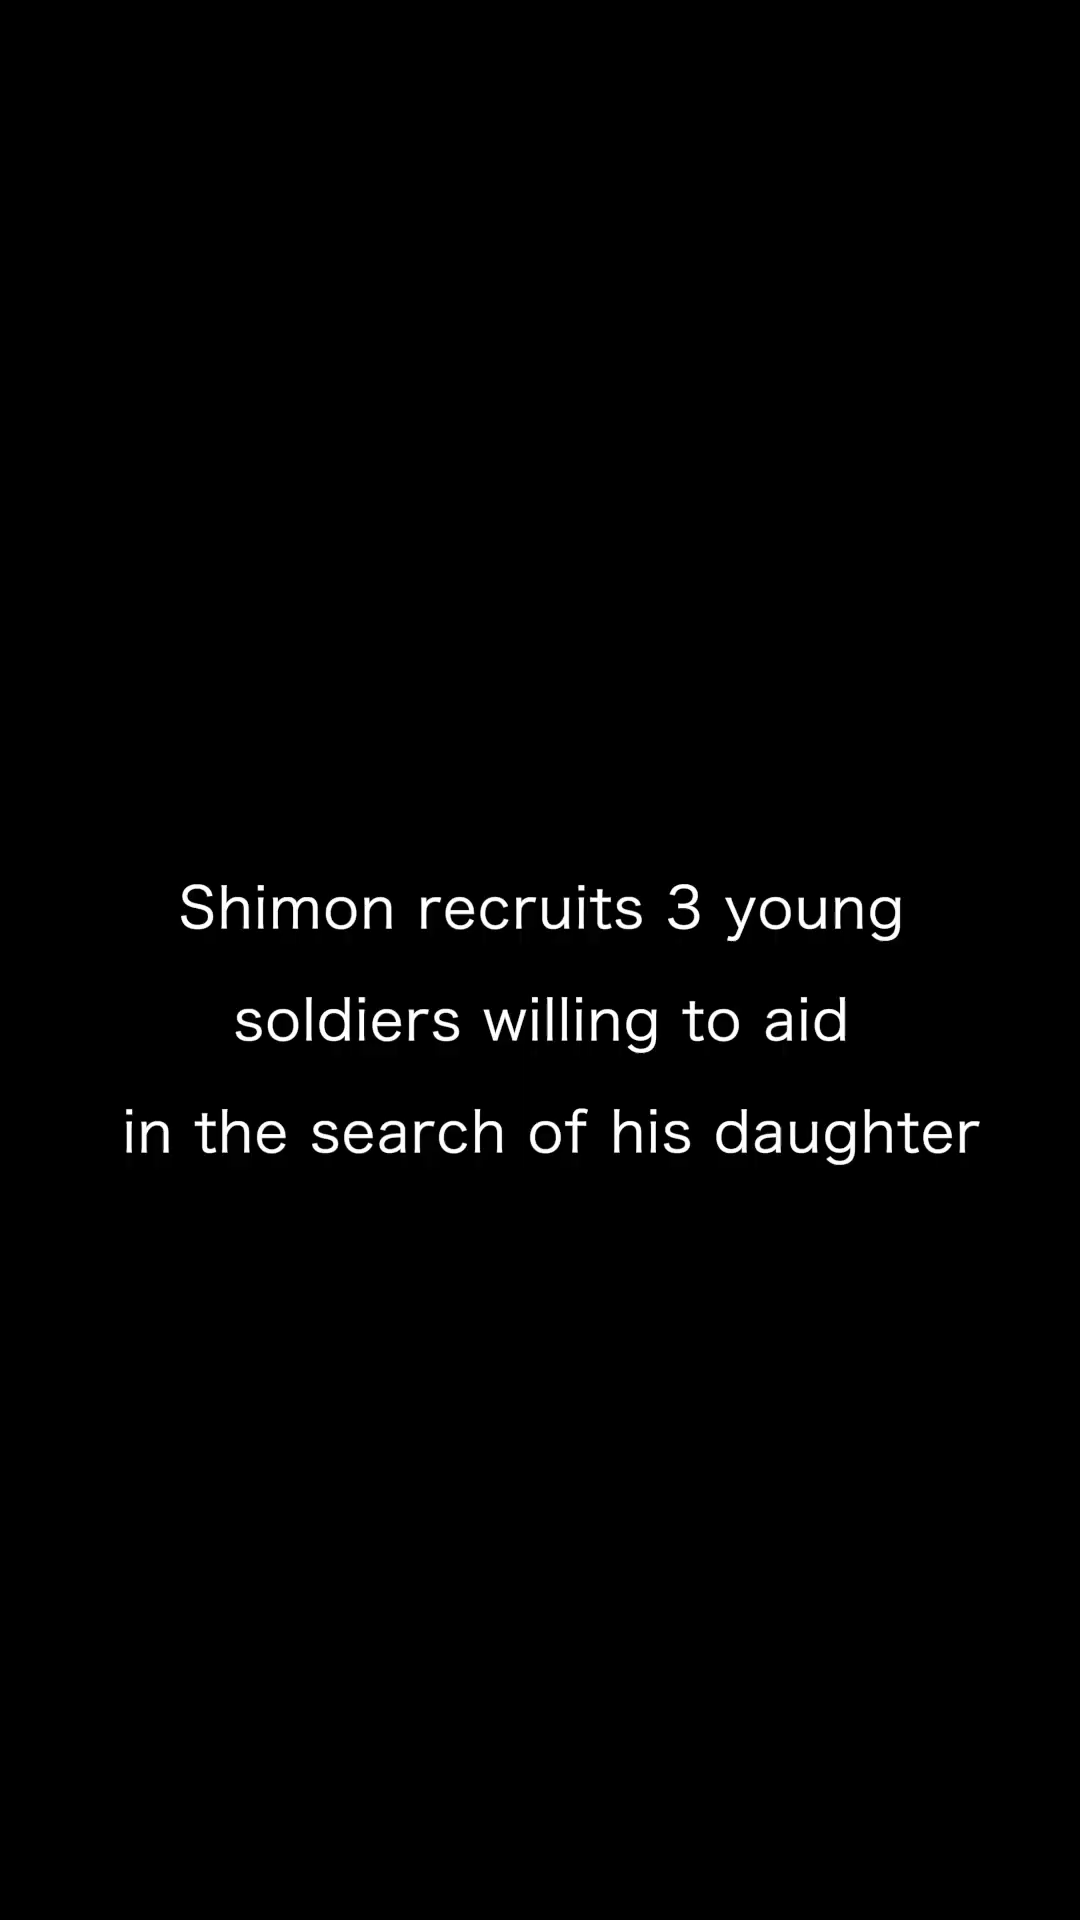 Shimon recruits 3 young
soldiers willing to aid
in the search of his daughter